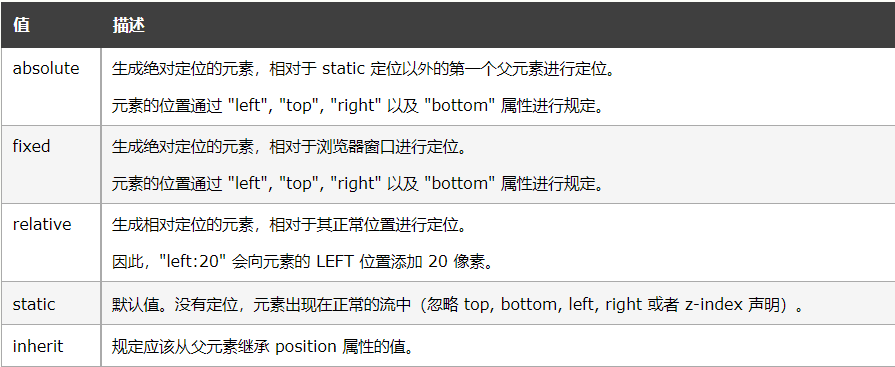 值 描述
absolute 生成绝对定位的元素，相对于 static 定位以外的第一个父元素进行定位。
元素的位置通过 "left", "top", "right" 以及 "bottom" 属性进行规定。
fixed 生成绝对定位的元素，相对于浏览器窗口进行定位。
元素的位置通过 "left", "top", "right" 以及 "bottom" 属性进行规定。
relative 生成相对定位的元素，相对于其正常位置进行定位。
因此，"left:20" 会向元素的 LEFT 位置添加 20 像素。
static 默认值。没有定位，元素出现在正常的流中（忽略 top, bottom, left, right 或者 z-index 声明）。
inherit 规定应该从父元素继承 position 属性的值。